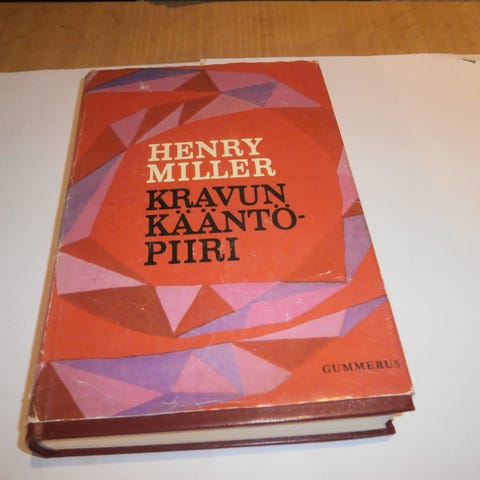 HENRY
MILLER
KRAVUN
KÄÄNTÖ-
PIIRI
GUMMERUS